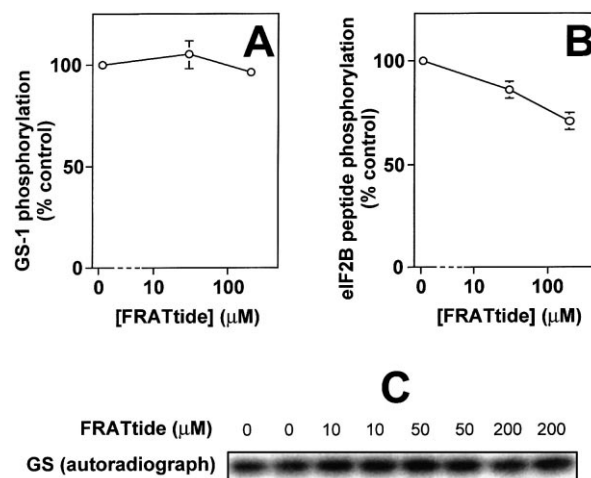 A
GS-1 phosphorylation
(% control)
100
50
0
0 10 100
[FRATtide] (μM)
B
eIF2B peptide phosphorylation
(% control)
100
50
0
0 10 100
[FRATtide] (μM)
C
FRATtide (μM) 0 0 10 10 50 50 200 200
GS (autoradiograph)